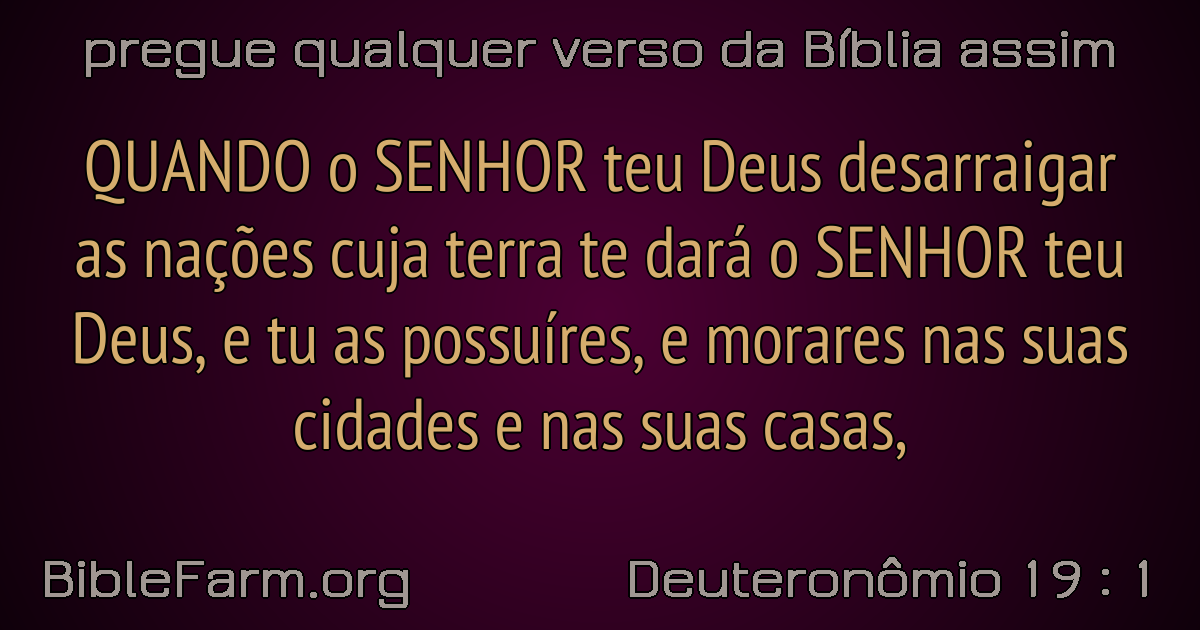 pregue qualquer verso da Bíblia assim
QUANDO o SENHOR teu Deus desarraigar
as nações cuja terra te dará o SENHOR teu
Deus, e tu as possuíres, e morares nas suas
cidades e nas suas casas,
BibleFarm.org
Deuteronômio 19 : 1